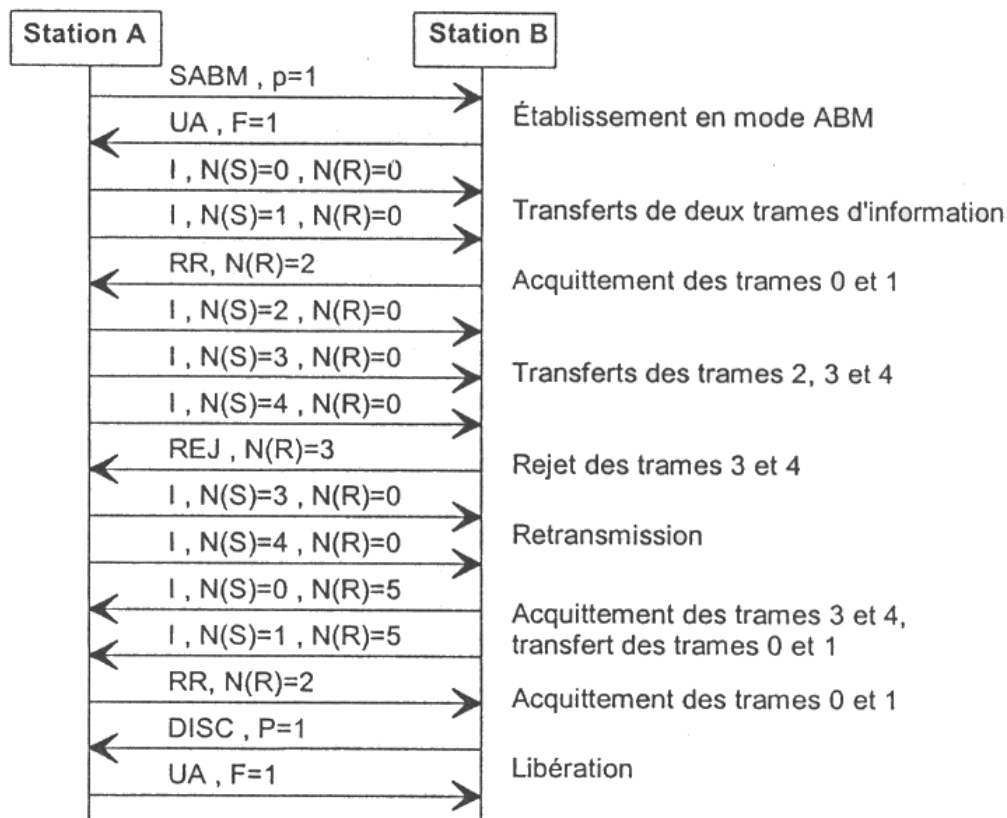 Station A
Station B
SABM , p=1
UA , F=1
Établissement en mode ABM
I , N(S)=0 , N(R)=0
I , N(S)=1 , N(R)=0
Transferts de deux trames d'information
RR, N(R)=2
Acquittement des trames 0 et 1
I , N(S)=2 , N(R)=0
I , N(S)=3 , N(R)=0
Transferts des trames 2, 3 et 4
I , N(S)=4 , N(R)=0
REJ , N(R)=3
Rejet des trames 3 et 4
I , N(S)=3 , N(R)=0
Retransmission
I , N(S)=4 , N(R)=0
I , N(S)=0 , N(R)=5
Acquittement des trames 3 et 4,
transfert des trames 0 et 1
I , N(S)=1 , N(R)=5
RR, N(R)=2
Acquittement des trames 0 et 1
DISC , P=1
Libération
UA , F=1